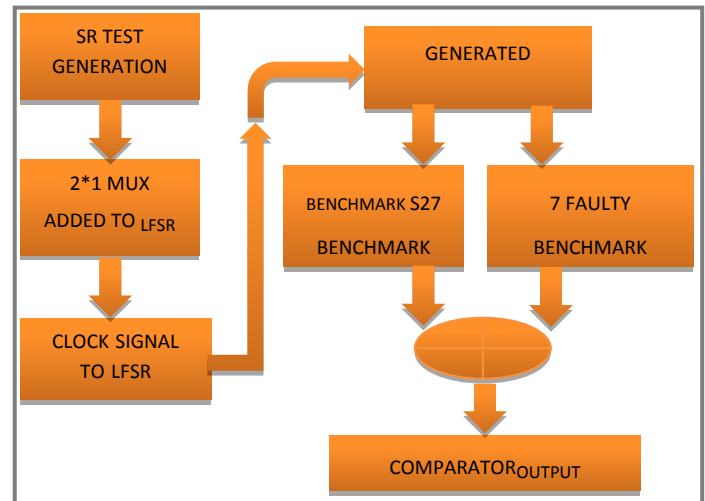 SR TEST
GENERATION
2*1 MUX
ADDED TO LFSR
CLOCK SIGNAL
TO LFSR
GENERATED
BENCHMARK S27
BENCHMARK
7 FAULTY
BENCHMARK
COMPARATOROUTPUT